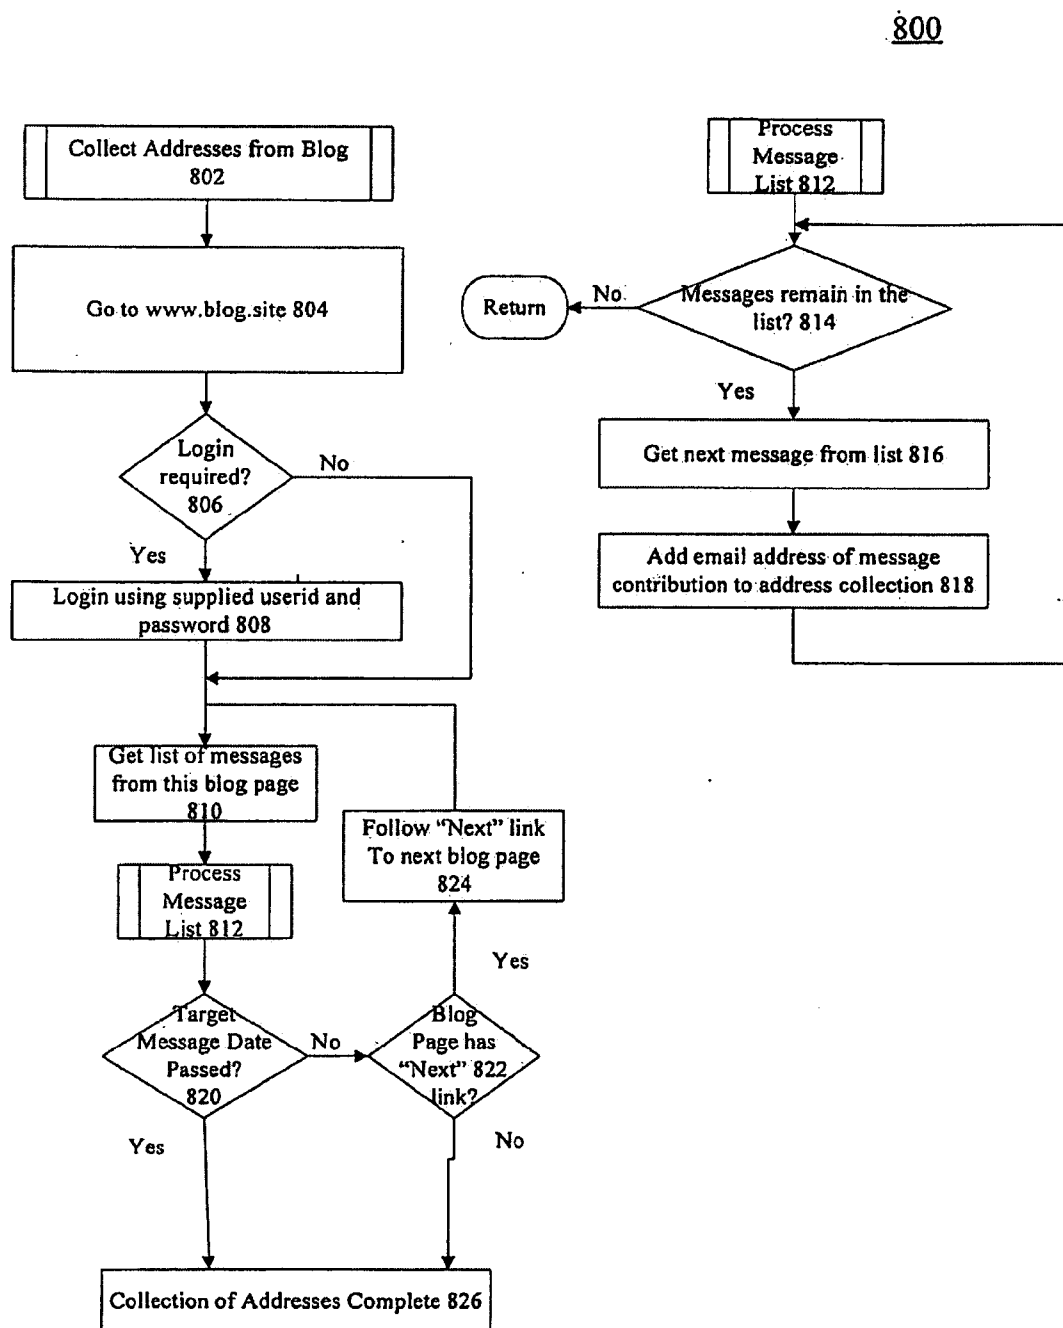 800
Collect Addresses from Blog
802
Go to www.blog.site 804
Login
required?
806
No
Yes
Login using supplied userid and
password 808
Get list of messages
from this blog page
810
Process
Message
List 812
Target
Message Date
Passed?
820
No
Yes
Blog
Page has
"Next" 822
link?
Yes
No
Follow "Next" link
To next blog page
824
Collection of Addresses Complete 826
Process
Message
List 812
Messages remain in the
list? 814
No
Return
Yes
Get next message from list 816
Add email address of message
contribution to address collection 818